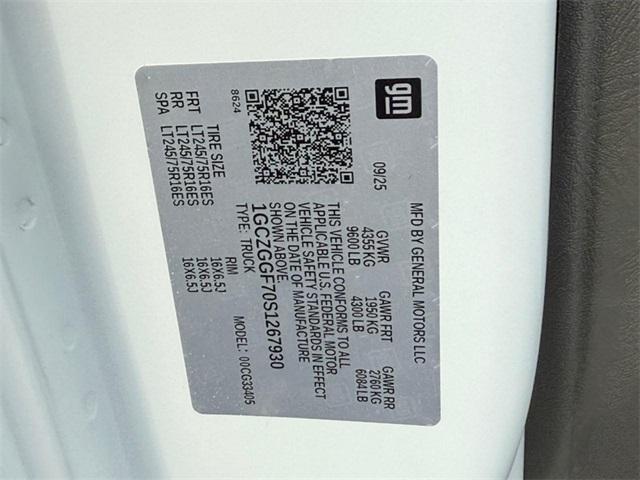 gm
MFD BY GENERAL MOTORS LLC
09/25
GVWR GAWR FRT GAWR RR
4355 KG 1950 KG 2760 KG
9600 LB 4300 LB 6084 LB
THIS VEHICLE CONFORMS TO ALL
APPLICABLE U.S. FEDERAL MOTOR
VEHICLE SAFETY STANDARDS IN EFFECT
ON THE DATE OF MANUFACTURE
SHOWN ABOVE.
1GCZGGF70S1267930
8624 TYPE: TRUCK MODEL: 00CG33405
TIRE SIZE RIM
FRT LT245/75R16ES 16X6.5J
RR LT245/75R16ES 16X6.5J
SPA LT245/75R16ES 16X6.5J